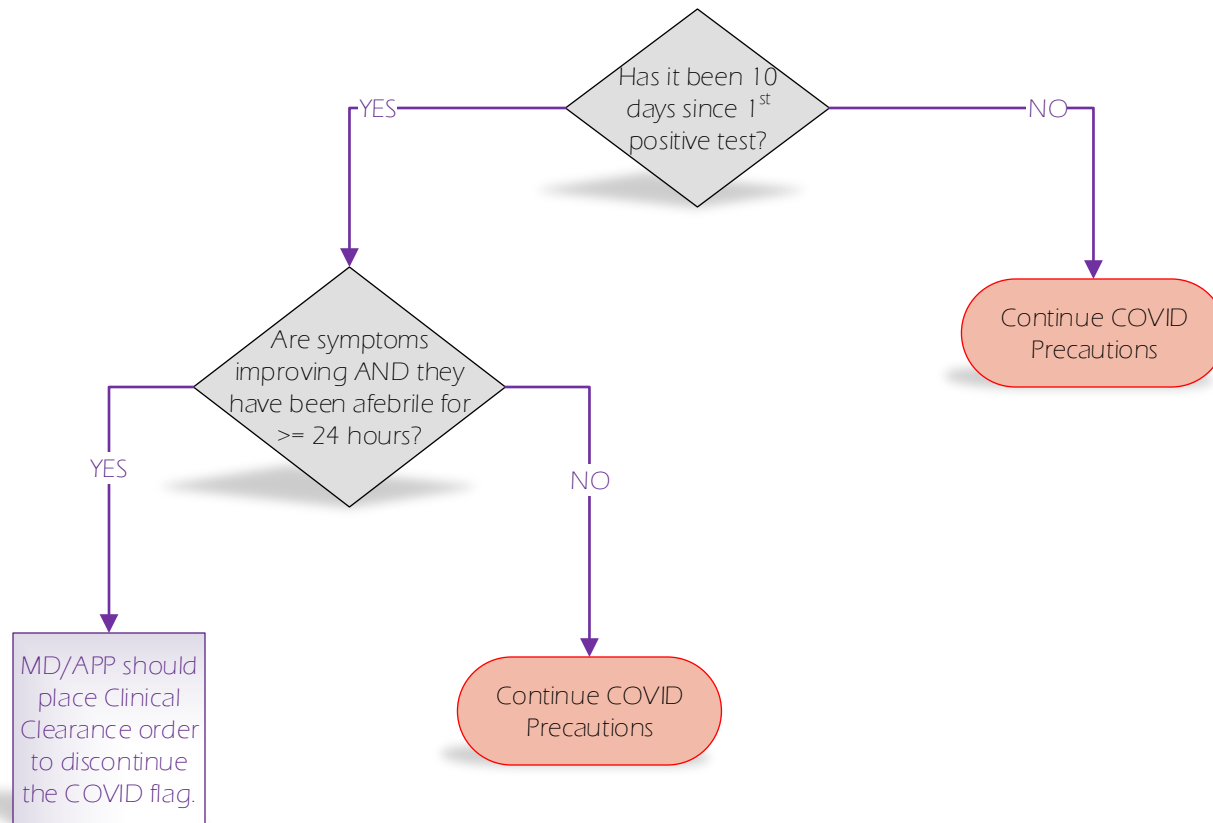 Has it been 10
days since 1st
positive test?
YES
NO
Continue COVID
Precautions
Are symptoms
improving AND they
have been afebrile for
>= 24 hours?
YES
NO
MD/APP should
place Clinical
Clearance order
to discontinue
the COVID flag.
Continue COVID
Precautions